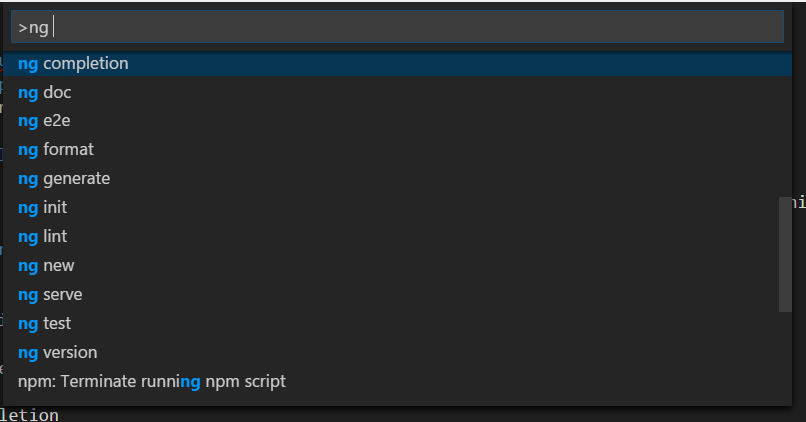 >ng
ng completion
ng doc
ng e2e
ng format
ng generate
ng init
ng lint
ng new
ng serve
ng test
ng version
npm: Terminate running npm script
letion